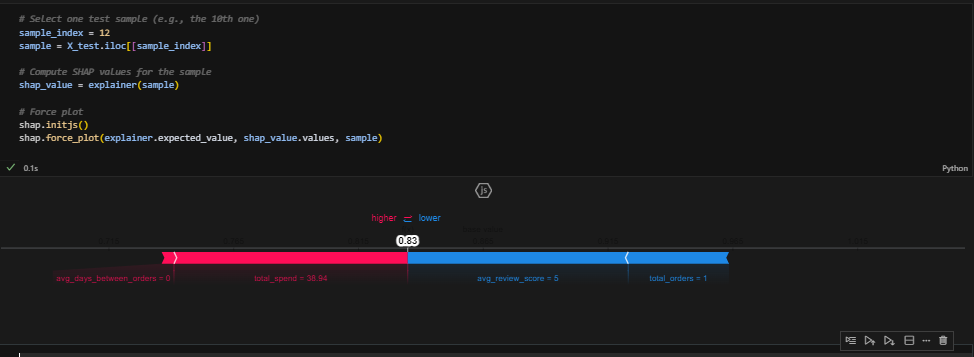 # Select one test sample (e.g., the 10th one)
sample_index = 12
sample = X_test.iloc[[sample_index]]
# Compute SHAP values for the sample
shap_value = explainer(sample)
# Force plot
shap.initjs()
shap.force_plot(explainer.expected_value, shap_value.values, sample)
0.1s
Python
js
higher
lower
0.83
avg_days_between_orders = 0
total_spend = 38.94
avg_review_score = 5
total_orders = 1